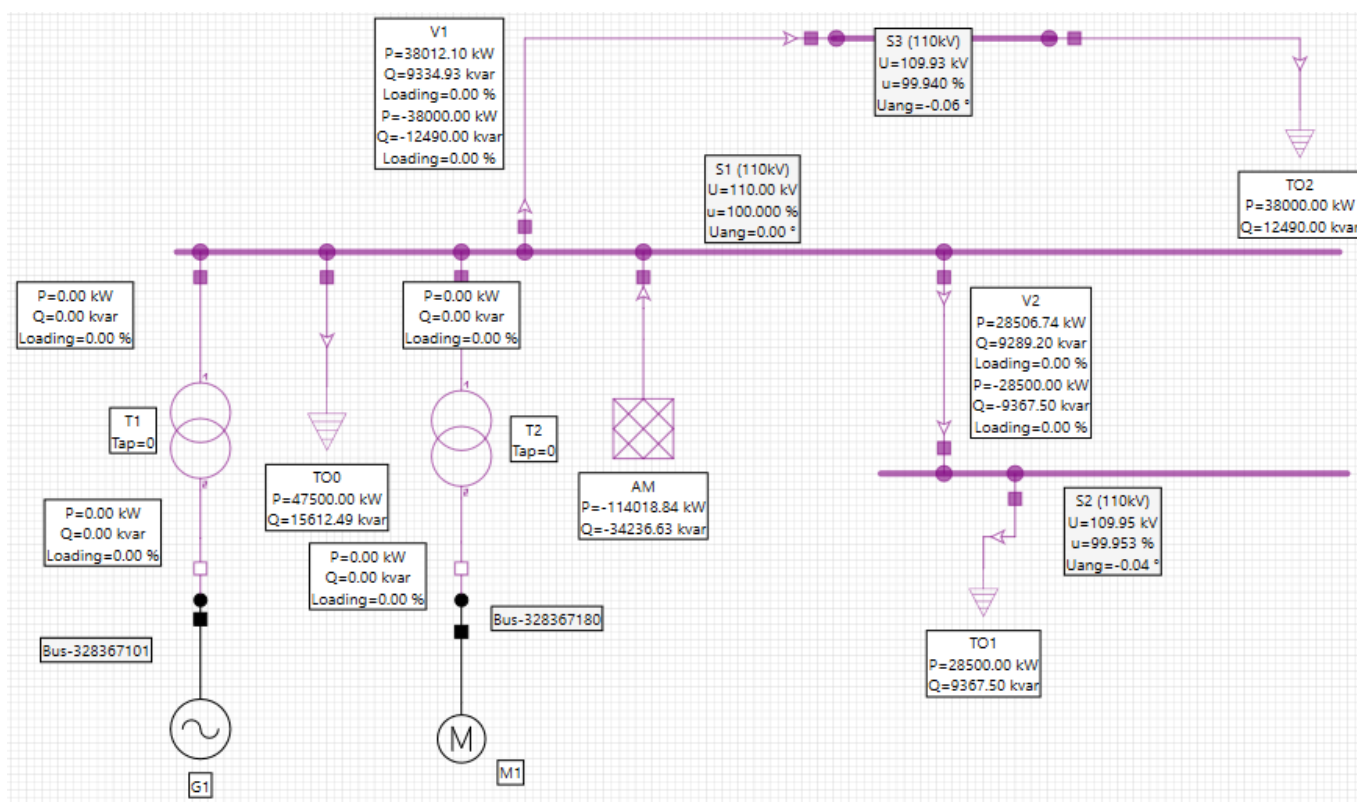 V1
P=38012.10 kW
Q=9334.93 kvar
Loading=0.00 %
P=-38000.00 kW
Q=-12490.00 kvar
Loading=0.00 %
S3 (110kV)
U=109.93 kV
u=99.940 %
Uang=-0.06 °
S1 (110kV)
U=110.00 kV
u=100.000 %
Uang=0.00 °
TO2
P=38000.00 kW
Q=12490.00 kvar
P=0.00 kW
Q=0.00 kvar
Loading=0.00 %
P=0.00 kW
Q=0.00 kvar
Loading=0.00 %
V2
P=28506.74 kW
Q=9289.20 kvar
Loading=0.00 %
P=-28500.00 kW
Q=-9367.50 kvar
Loading=0.00 %
1
1
T1
Tap=0
T2
Tap=0
2
2
TO0
P=47500.00 kW
Q=15612.49 kvar
AM
P=-114018.84 kW
Q=-34236.63 kvar
P=0.00 kW
Q=0.00 kvar
Loading=0.00 %
P=0.00 kW
Q=0.00 kvar
Loading=0.00 %
S2 (110kV)
U=109.95 kV
u=99.953 %
Uang=-0.04 °
Bus-328367180
Bus-328367101
TO1
P=28500.00 kW
Q=9367.50 kvar
M
G1
M1